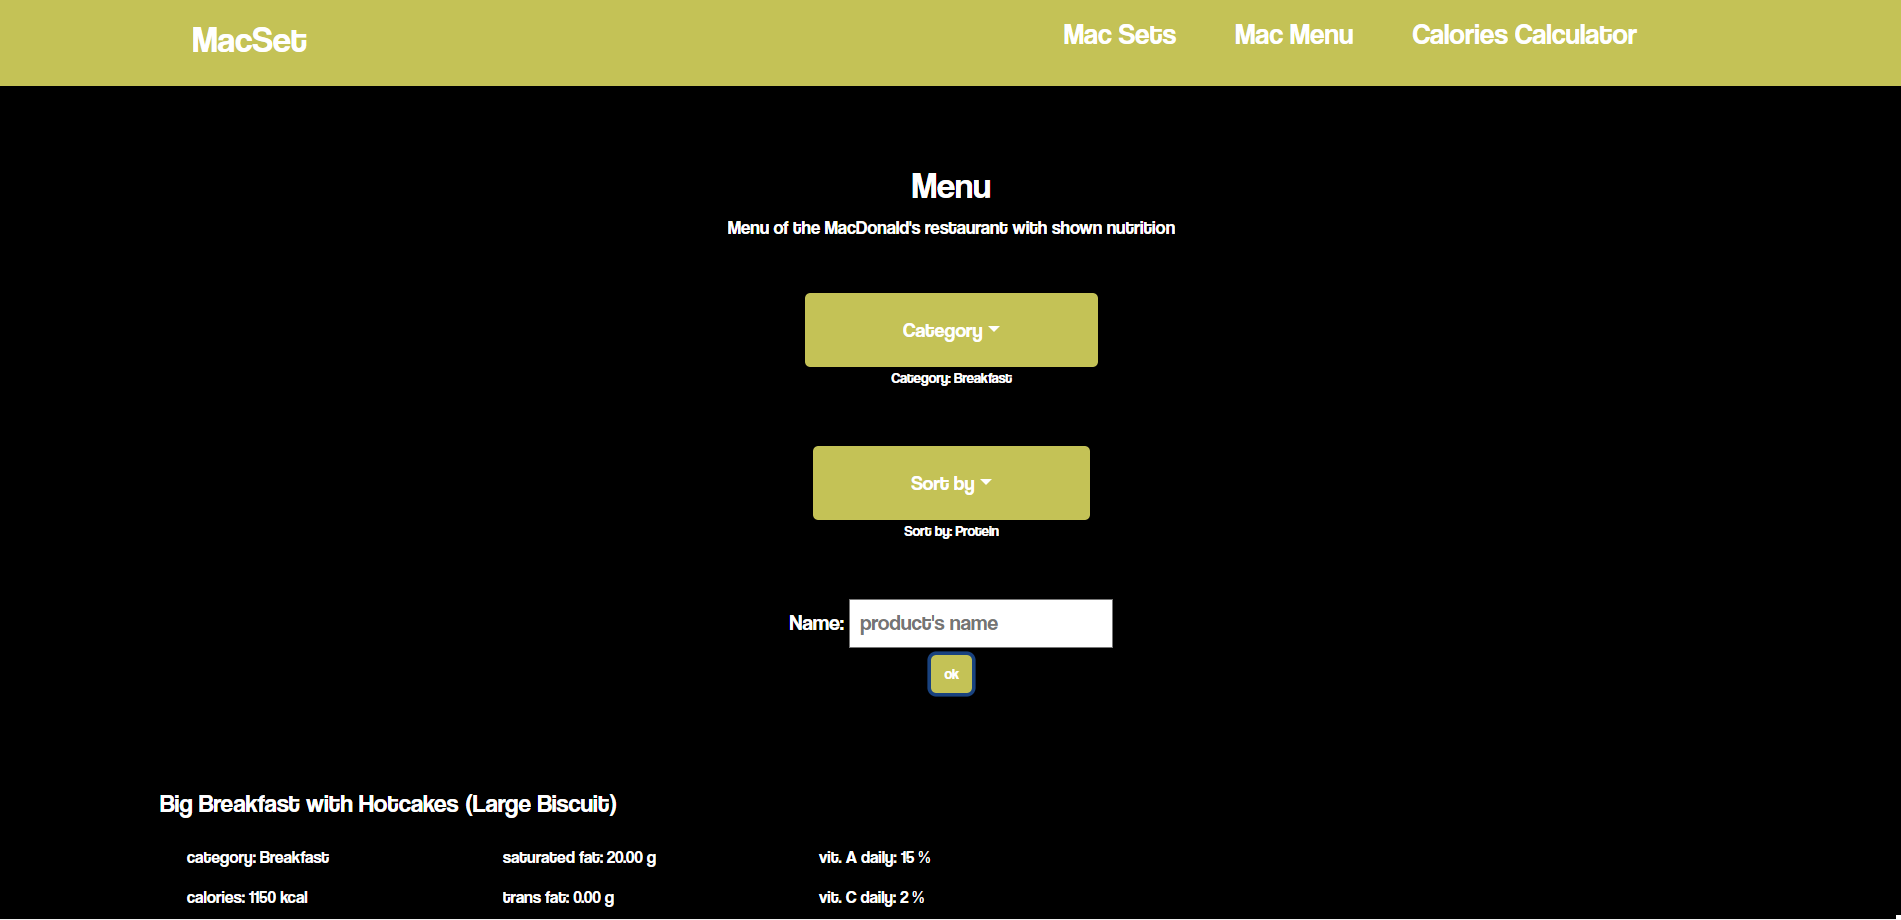 MacSet Mac Sets Mac Menu Calories Calculator
Menu
Menu of the MacDonald's restaurant with shown nutrition
Category
Category: Breakfast
Sort by
Sort by: Protein
Name: product's name
ok
Big Breakfast with Hotcakes (Large Biscuit)
category: Breakfast saturated fat: 20.00 g vit. A daily: 15 %
calories: 1150 kcal trans fat: 0.00 g vit. C daily: 2 %